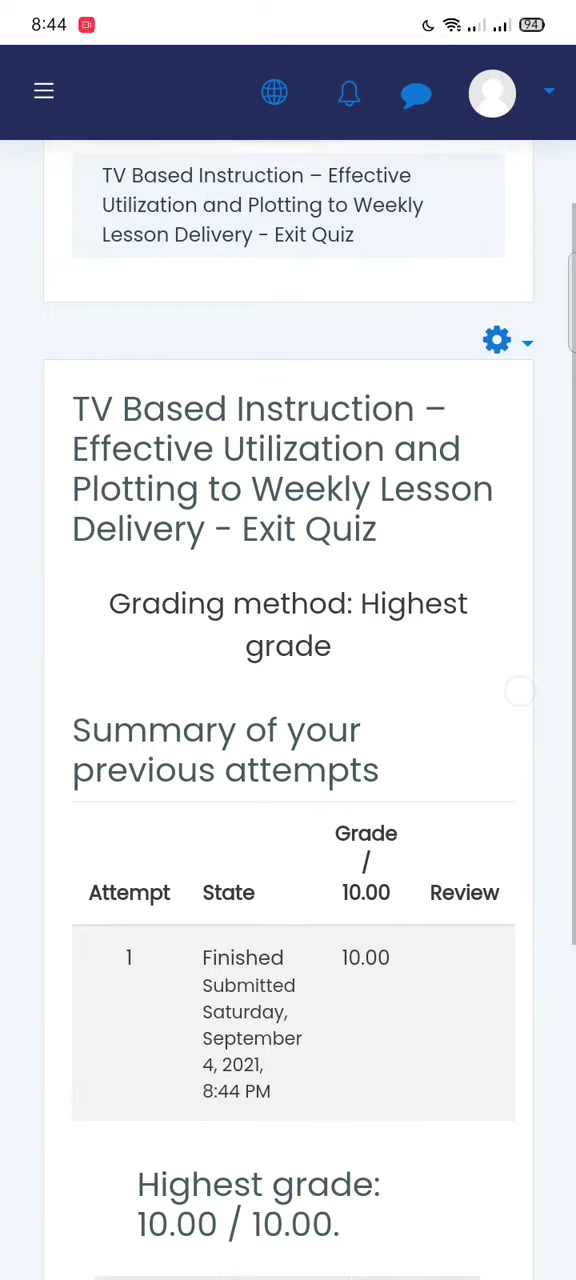 8:44
94
TV Based Instruction – Effective
Utilization and Plotting to Weekly
Lesson Delivery - Exit Quiz
TV Based Instruction –
Effective Utilization and
Plotting to Weekly Lesson
Delivery - Exit Quiz
Grading method: Highest
grade
Summary of your
previous attempts
Attempt State Grade / 10.00 Review
1 Finished 10.00
Submitted
Saturday,
September
4, 2021,
8:44 PM
Highest grade:
10.00 / 10.00.